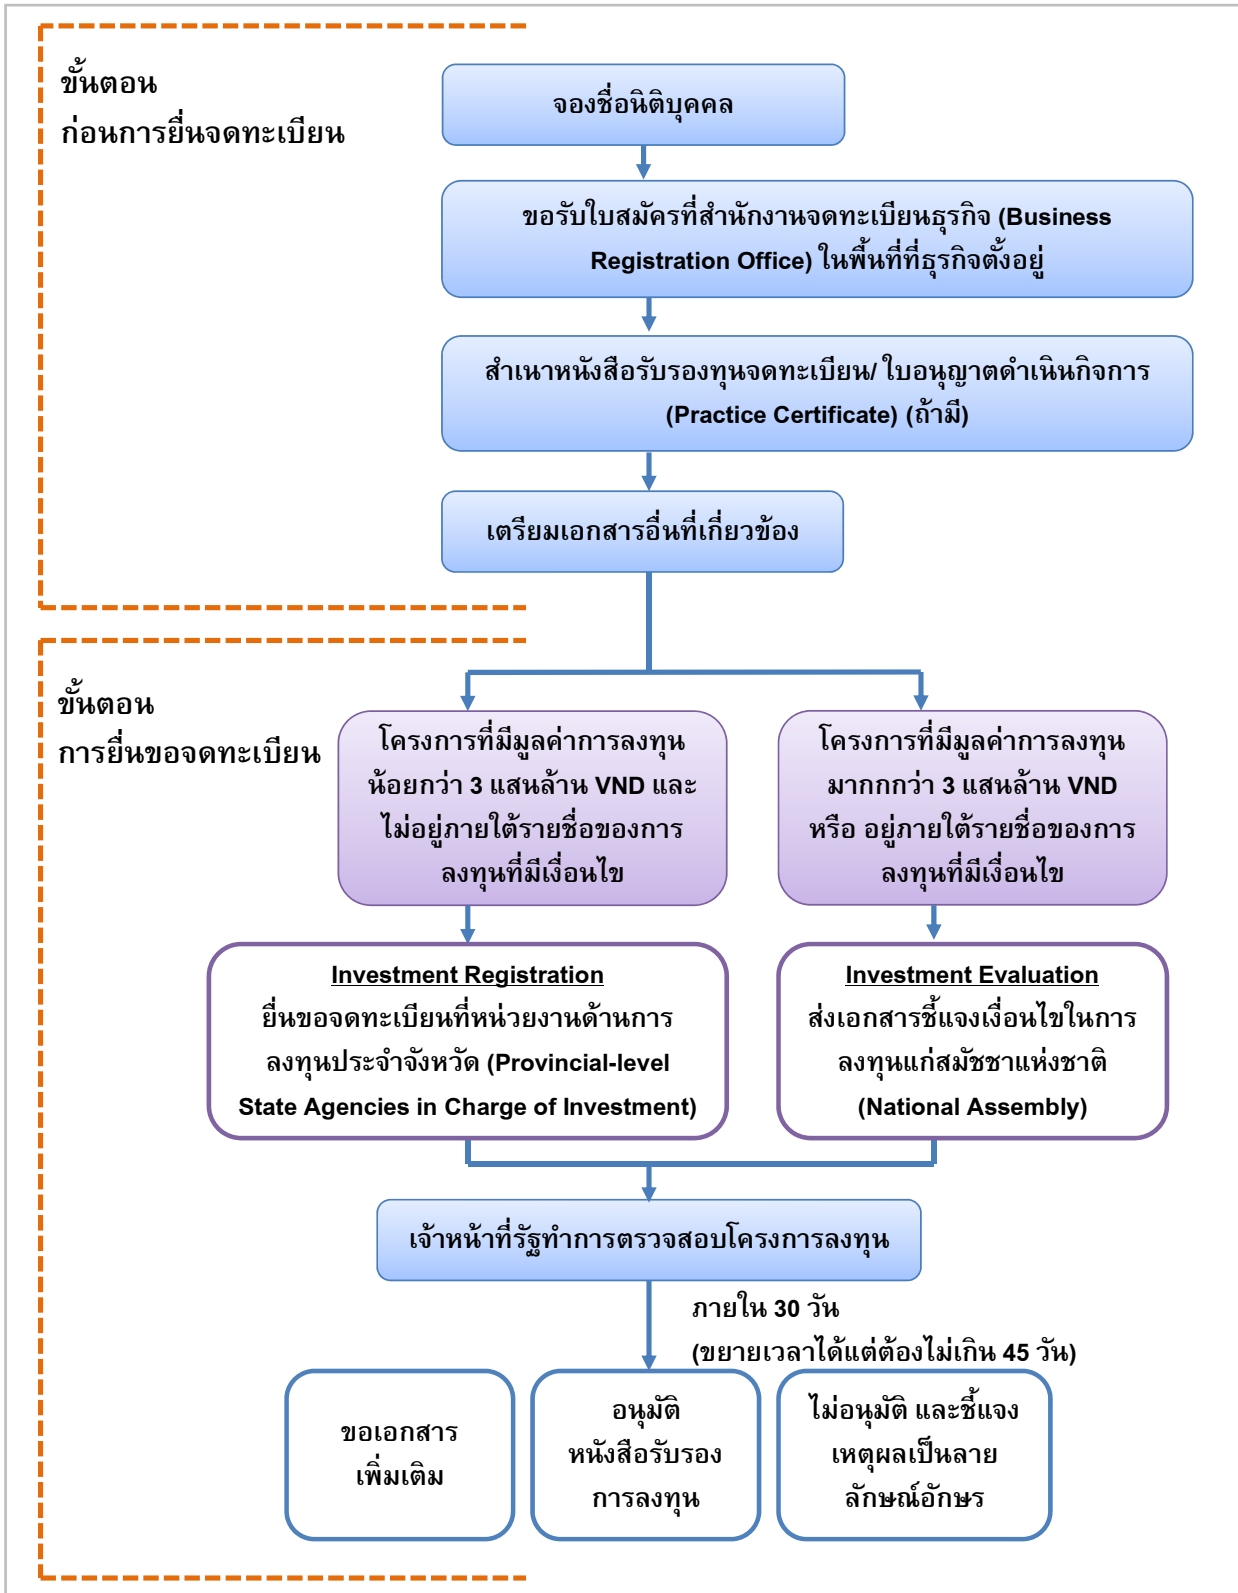 ขั้นตอน
ก่อนการยื่นจดทะเบียน
จองชื่อนิติบุคคล
ขอรับใบสมัครที่สำนักงานจดทะเบียนธุรกิจ (Business
Registration Office) ในพื้นที่ที่ธุรกิจตั้งอยู่
สำเนาหนังสือรับรองทุนจดทะเบียน/ ใบอนุญาตดำเนินกิจการ
(Practice Certificate) (ถ้ามี)
เตรียมเอกสารอื่นที่เกี่ยวข้อง
ขั้นตอน
การยื่นขอจดทะเบียน
โครงการที่มีมูลค่าการลงทุน
น้อยกว่า 3 แสนล้าน VND และ
ไม่อยู่ภายใต้รายชื่อของการ
ลงทุนที่มีเงื่อนไข
โครงการที่มีมูลค่าการลงทุน
มากกกว่า 3 แสนล้าน VND
หรือ อยู่ภายใต้รายชื่อของการ
ลงทุนที่มีเงื่อนไข
Investment Registration
ยื่นขอจดทะเบียนที่หน่วยงานด้านการ
ลงทุนประจำจังหวัด (Provincial-level
State Agencies in Charge of Investment)
Investment Evaluation
ส่งเอกสารชี้แจงเงื่อนไขในการ
ลงทุนแก่สมัชชาแห่งชาติ
(National Assembly)
เจ้าหน้าที่รัฐทำการตรวจสอบโครงการลงทุน
ภายใน 30 วัน
(ขยายเวลาได้แต่ต้องไม่เกิน 45 วัน)
ขอเอกสาร
เพิ่มเติม
อนุมัติ
หนังสือรับรอง
การลงทุน
ไม่อนุมัติ และชี้แจง
เหตุผลเป็นลาย
ลักษณ์อักษร